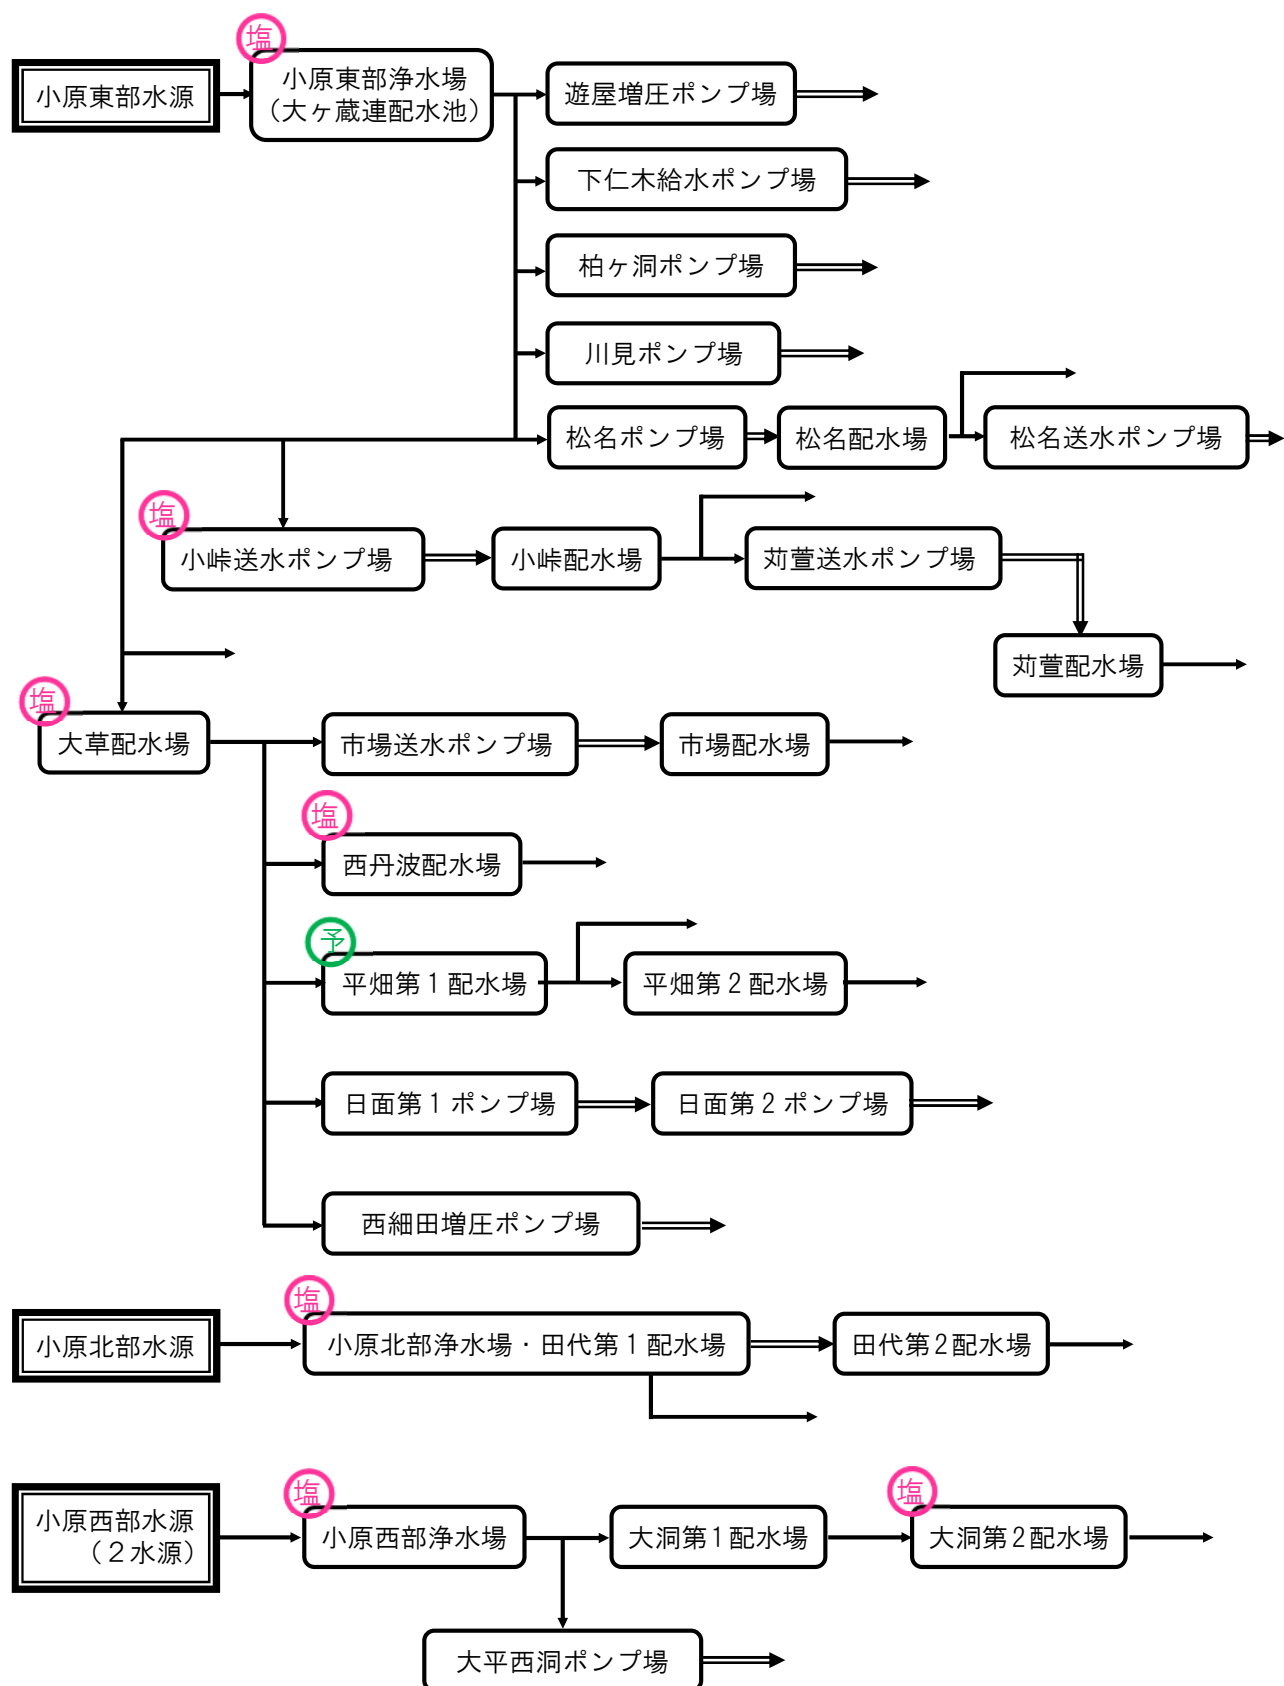 塩
小原東部水源
小原東部浄水場
（大ヶ蔵連配水池）
遊屋増圧ポンプ場
下仁木給水ポンプ場
柏ヶ洞ポンプ場
川見ポンプ場
松名ポンプ場
松名配水場
松名送水ポンプ場
塩
小峠送水ポンプ場
小峠配水場
苅萱送水ポンプ場
苅萱配水場
塩
大草配水場
市場送水ポンプ場
市場配水場
塩
西丹波配水場
予
平畑第１配水場
平畑第２配水場
日面第１ポンプ場
日面第２ポンプ場
西細田増圧ポンプ場
塩
小原北部水源
小原北部浄水場・田代第１配水場
田代第2配水場
塩
小原西部水源
（２水源）
小原西部浄水場
大洞第1配水場
塩
大洞第2配水場
大平西洞ポンプ場